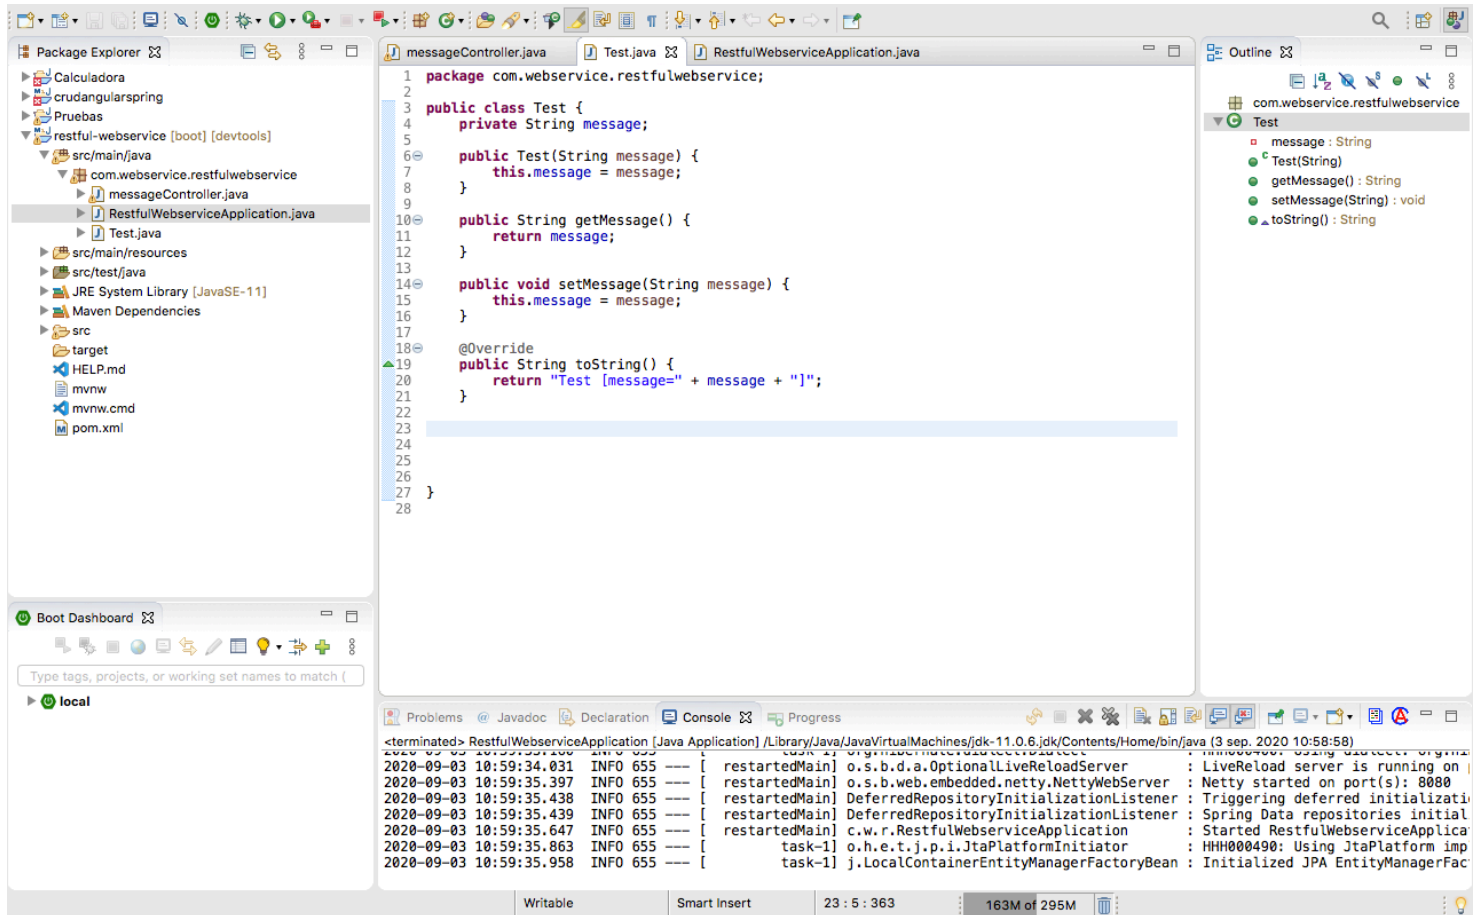 Package Explorer
Calculadora
crudangularspring
Pruebas
restful-webservice [boot] [devtools]
src/main/java
com.webservice.restfulwebservice
messageController.java
RestfulWebserviceApplication.java
Test.java
src/main/resources
src/test/java
JRE System Library [JavaSE-11]
Maven Dependencies
src
target
HELP.md
mvnw
mvnw.cmd
pom.xml
Boot Dashboard
Type tags, projects, or working set names to match (
local
messageController.java Test.java RestfulWebserviceApplication.java
1 package com.webservice.restfulwebservice;
2
3 public class Test {
4 private String message;
5
6 public Test(String message) {
7 this.message = message;
8 }
9
10 public String getMessage() {
11 return message;
12 }
13
14 public void setMessage(String message) {
15 this.message = message;
16 }
17
18 @Override
19 public String toString() {
20 return "Test [message=" + message + "]";
21 }
22
23
24
25
26
27 }
28
Outline
com.webservice.restfulwebservice
Test
message : String
Test(String)
getMessage() : String
setMessage(String) : void
toString() : String
Problems @ Javadoc Declaration Console Progress
<terminated> RestfulWebserviceApplication [Java Application] /Library/Java/JavaVirtualMachines/jdk-11.0.6.jdk/Contents/Home/bin/java (3 sep. 2020 10:58:58)
2020-09-03 10:59:34.031 INFO 655 --- [ restartedMain] o.s.b.d.a.OptionalLiveReloadServer : LiveReload server is running on
2020-09-03 10:59:35.397 INFO 655 --- [ restartedMain] o.s.b.web.embedded.netty.NettyWebServer : Netty started on port(s): 8080
2020-09-03 10:59:35.438 INFO 655 --- [ restartedMain] DeferredRepositoryInitializationListener : Triggering deferred initializati
2020-09-03 10:59:35.439 INFO 655 --- [ restartedMain] DeferredRepositoryInitializationListener : Spring Data repositories initial
2020-09-03 10:59:35.647 INFO 655 --- [ restartedMain] c.w.r.RestfulWebserviceApplication : Started RestfulWebserviceApplica
2020-09-03 10:59:35.863 INFO 655 --- [ task-1] o.h.e.t.j.p.i.JtaPlatformInitiator : HHH000490: Using JtaPlatform imp
2020-09-03 10:59:35.958 INFO 655 --- [ task-1] j.LocalContainerEntityManagerFactoryBean : Initialized JPA EntityManagerFac
Writable Smart Insert 23 : 5 : 363 163M of 295M